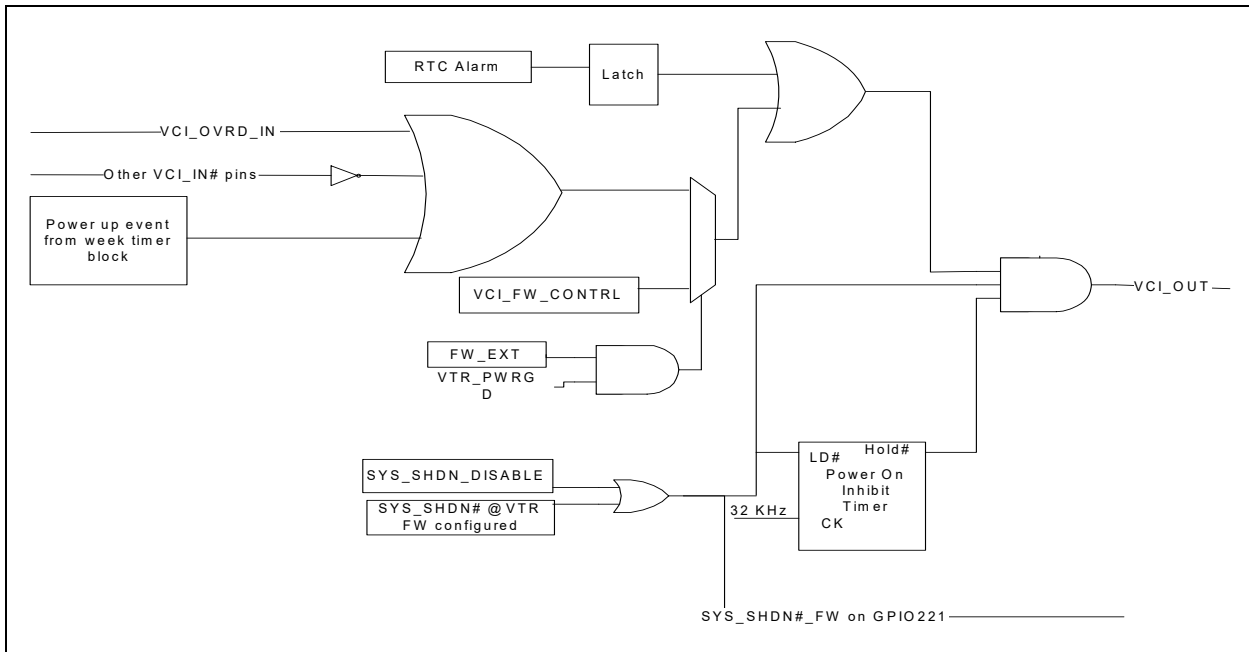 RTC Alarm
Latch
VCI_OVRD_IN
Other VCI_IN# pins
Power up event
from week timer
block
VCI_FW_CONTRL
VCI_OUT
FW_EXT
VTR_PWRG
D
SYS_SHDN_DISABLE
SYS_SHDN# @VTR
FW configured
LD#
Hold#
Power On
Inhibit
Timer
32 KHz
CK
SYS_SHDN#_FW on GPIO221